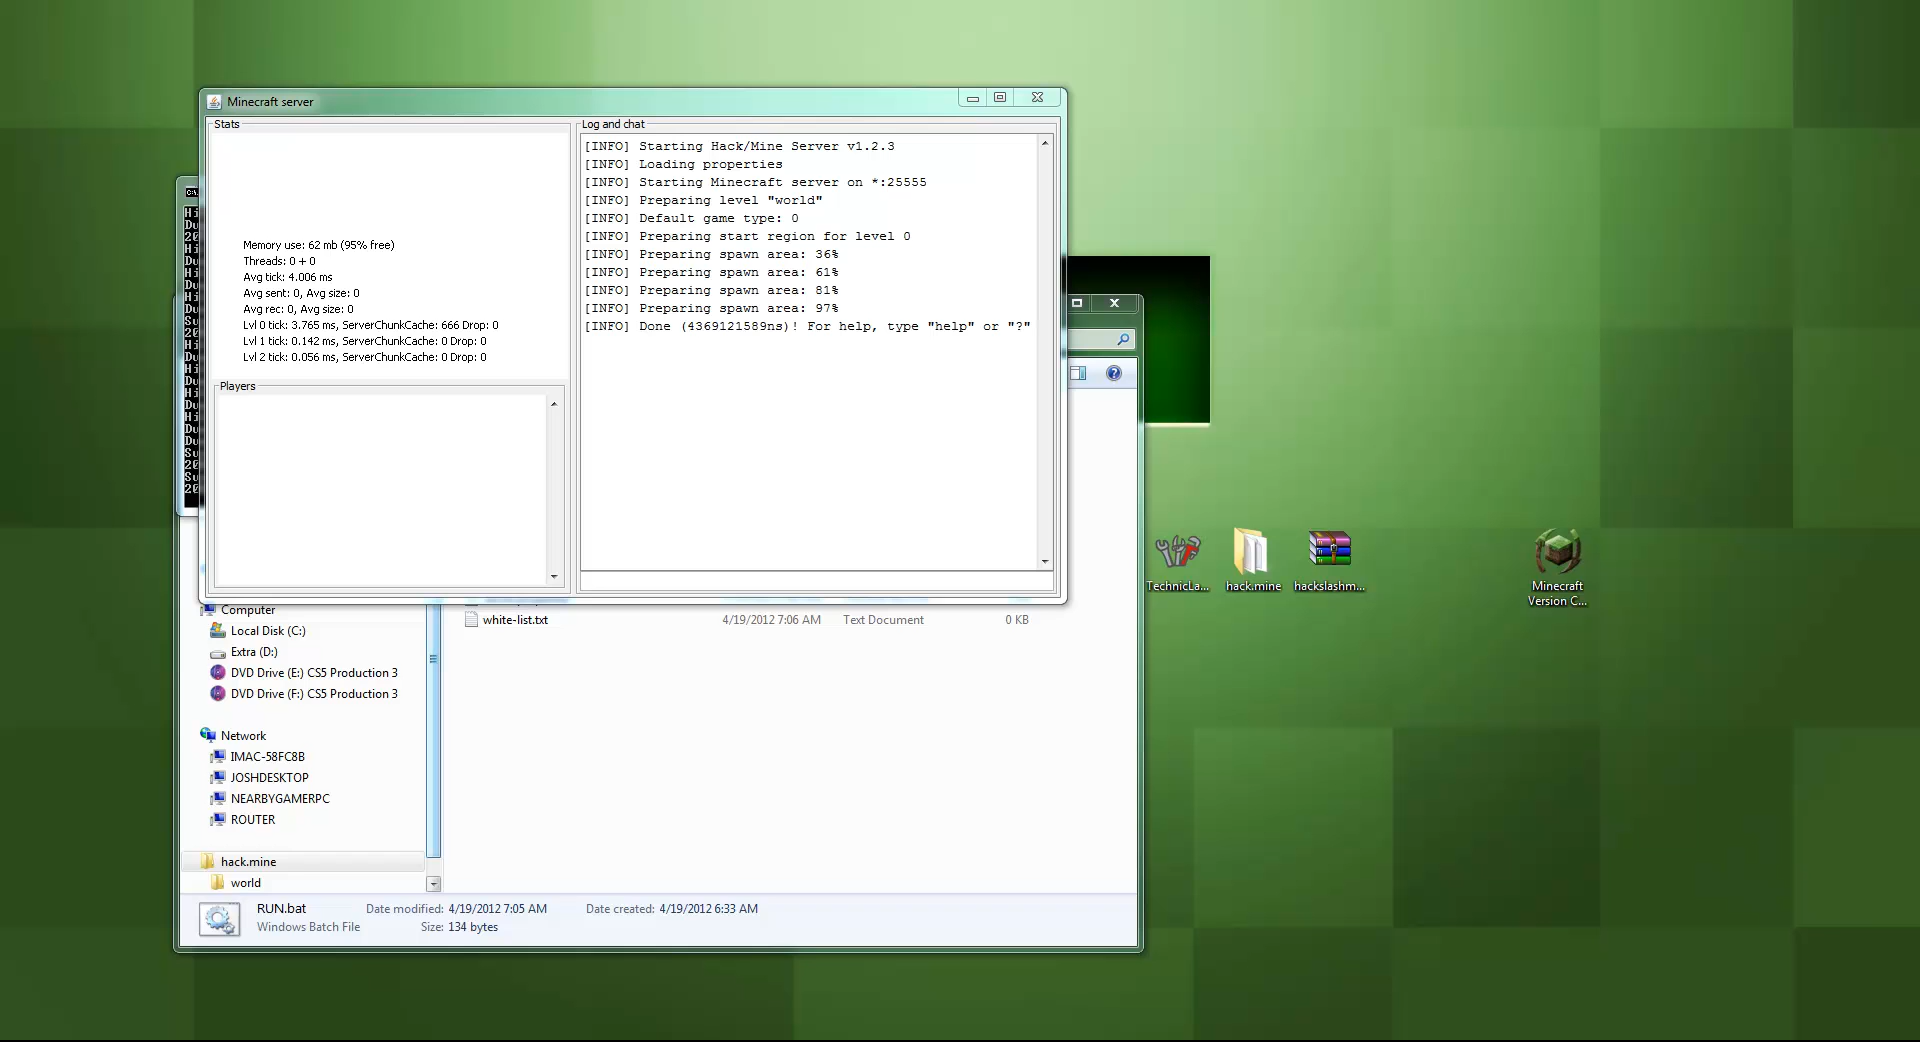 Minecraft server
Stats
Memory use: 62 mb (95% free)
Threads: 0 + 0
Avg tick: 4.006 ms
Avg sent: 0, Avg size: 0
Avg rec: 0, Avg size: 0
Lvl 0 tick: 3.765 ms, ServerChunkCache: 666 Drop: 0
Lvl 1 tick: 0.142 ms, ServerChunkCache: 0 Drop: 0
Lvl 2 tick: 0.056 ms, ServerChunkCache: 0 Drop: 0
Players
Log and chat
[INFO] Starting Hack/Mine Server v1.2.3
[INFO] Loading properties
[INFO] Starting Minecraft server on *:25555
[INFO] Preparing level "world"
[INFO] Default game type: 0
[INFO] Preparing start region for level 0
[INFO] Preparing spawn area: 36%
[INFO] Preparing spawn area: 61%
[INFO] Preparing spawn area: 81%
[INFO] Preparing spawn area: 97%
[INFO] Done (4369121589ns)! For help, type "help" or "?"
Computer
Local Disk (C:)
Extra (D:)
DVD Drive (E:) CS5 Production 3
DVD Drive (F:) CS5 Production 3
Network
IMAC-58FC8B
JOSHDESKTOP
NEARBYGAMERPC
ROUTER
hack.mine
world
white-list.txt 4/19/2012 7:06 AM Text Document 0 KB
RUN.bat Date modified: 4/19/2012 7:05 AM Date created: 4/19/2012 6:33 AM
Windows Batch File Size: 134 bytes
TechnicLa...
hack.mine
hackslashm...
Minecraft
Version C...